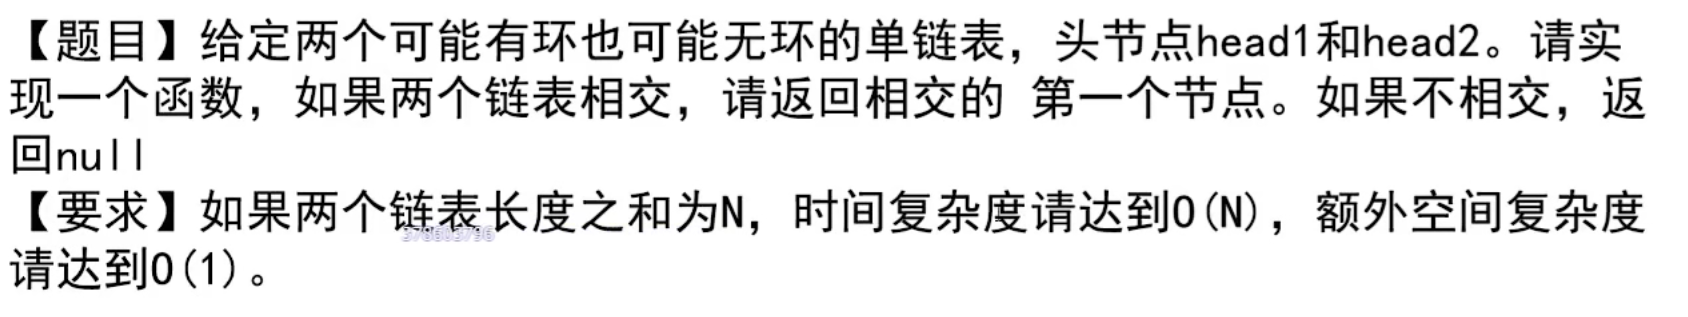 【题目】给定两个可能有环也可能无环的单链表，头节点head1和head2。请实
现一个函数，如果两个链表相交，请返回相交的 第一个节点。如果不相交，返
回null
【要求】如果两个链表长度之和为N，时间复杂度请达到O(N)，额外空间复杂度
请达到O(1)。